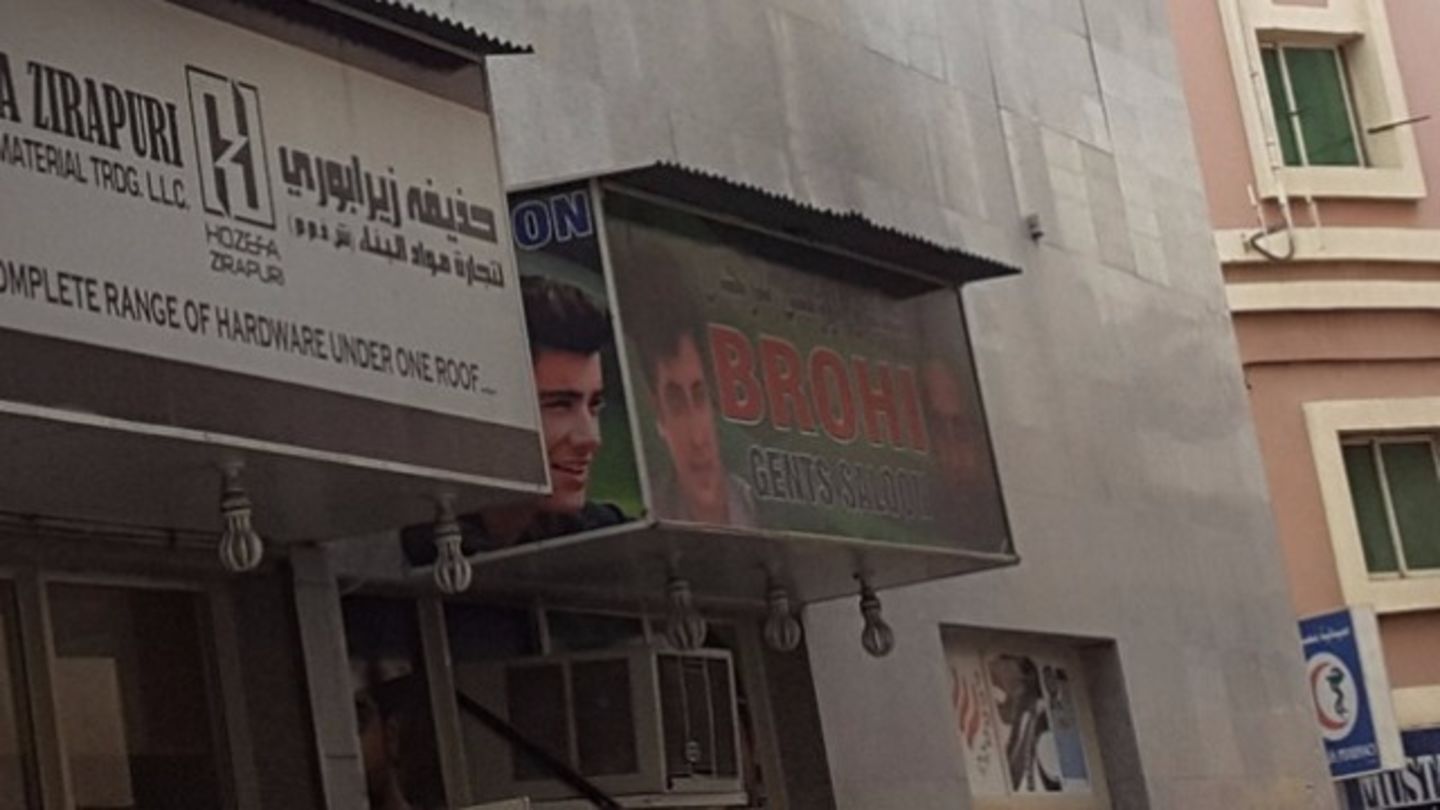 A ZIRAPURI
MATERIAL TRDG. L.L.C.
HOZEFA
ZIRAPURI
حذيفه زيرابوري
لتجارة مواد البناء (ش ذ م م)
OMPLETE RANGE OF HARDWARE UNDER ONE ROOF....
ON
BROHI
GENTS SALOON
MUST